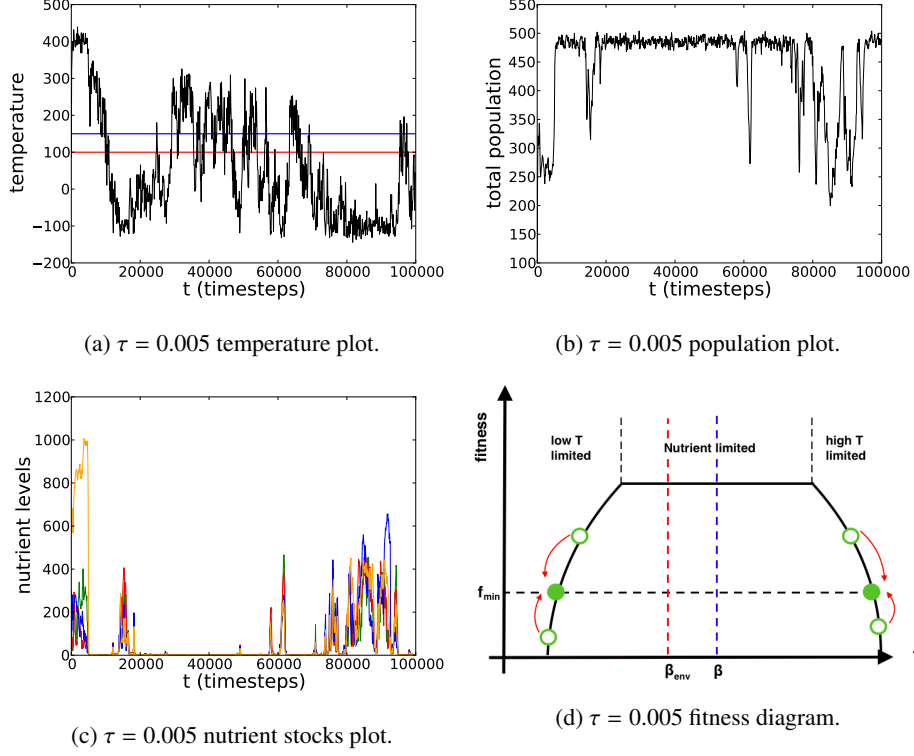 500
400
300
200
100
0
−100
−200
temperature
0
20000
40000
60000
80000
100000
t (timesteps)
(a) τ = 0.005 temperature plot.
550
500
450
400
350
300
250
200
150
100
total population
0
20000
40000
60000
80000
100000
t (timesteps)
(b) τ = 0.005 population plot.
1200
1000
800
600
400
200
0
nutrient levels
0
20000
40000
60000
80000
100000
t (timesteps)
(c) τ = 0.005 nutrient stocks plot.
fitness
low T
limited
Nutrient limited
high T
limited
f_min
β_env
β
(d) τ = 0.005 fitness diagram.